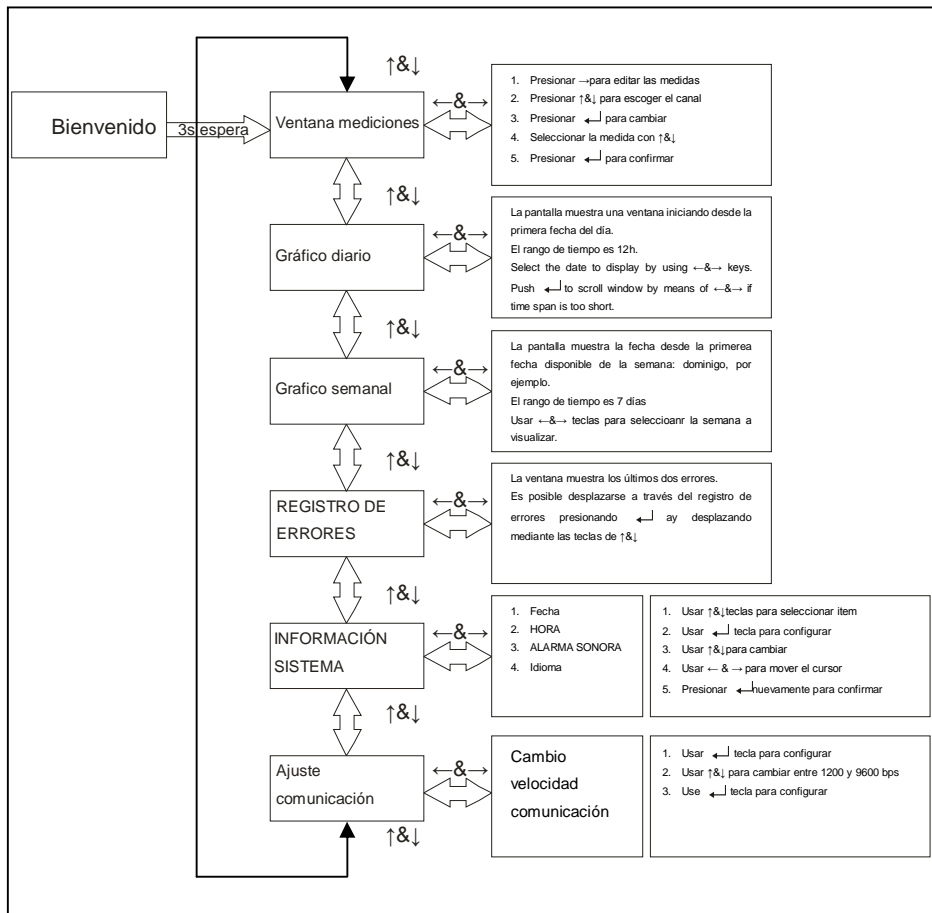 ↑&↓
Bienvenido
3s espera
Ventana mediciones
←&→
1. Presionar →para editar las medidas
2. Presionar ↑&↓ para escoger el canal
3. Presionar ↵ para cambiar
4. Seleccionar la medida con ↑&↓
5. Presionar ↵ para confirmar
↑&↓
Gráfico diario
←&→
La pantalla muestra una ventana iniciando desde la
primera fecha del día.
El rango de tiempo es 12h.
Select the date to display by using ←&→ keys.
Push ↵ to scroll window by means of ←&→ if
time span is too short.
↑&↓
Grafico semanal
←&→
La pantalla muestra la fecha desde la primerea
fecha disponible de la semana: dominigo, por
ejemplo.
El rango de tiempo es 7 días
Usar ←&→ teclas para seleccioanr la semana a
visualizar.
↑&↓
REGISTRO DE
ERRORES
←&→
La ventana muestra los últimos dos errores.
Es posible desplazarse a través del registro de
errores presionando ↵ ay desplazando
mediante las teclas de ↑&↓
↑&↓
INFORMACIÓN
SISTEMA
←&→
1. Fecha
2. HORA
3. ALARMA SONORA
4. Idioma
1. Usar ↑&↓teclas para seleccionar item
2. Usar ↵ tecla para configurar
3. Usar ↑&↓para cambiar
4. Usar ← & → para mover el cursor
5. Presionar ↵nuevamente para confirmar
↑&↓
Ajuste
comunicación
←&→
Cambio
velocidad
comunicación
1. Usar ↵ tecla para configurar
2. Usar ↑&↓ para cambiar entre 1200 y 9600 bps
3. Use ↵ tecla para configurar
↑&↓